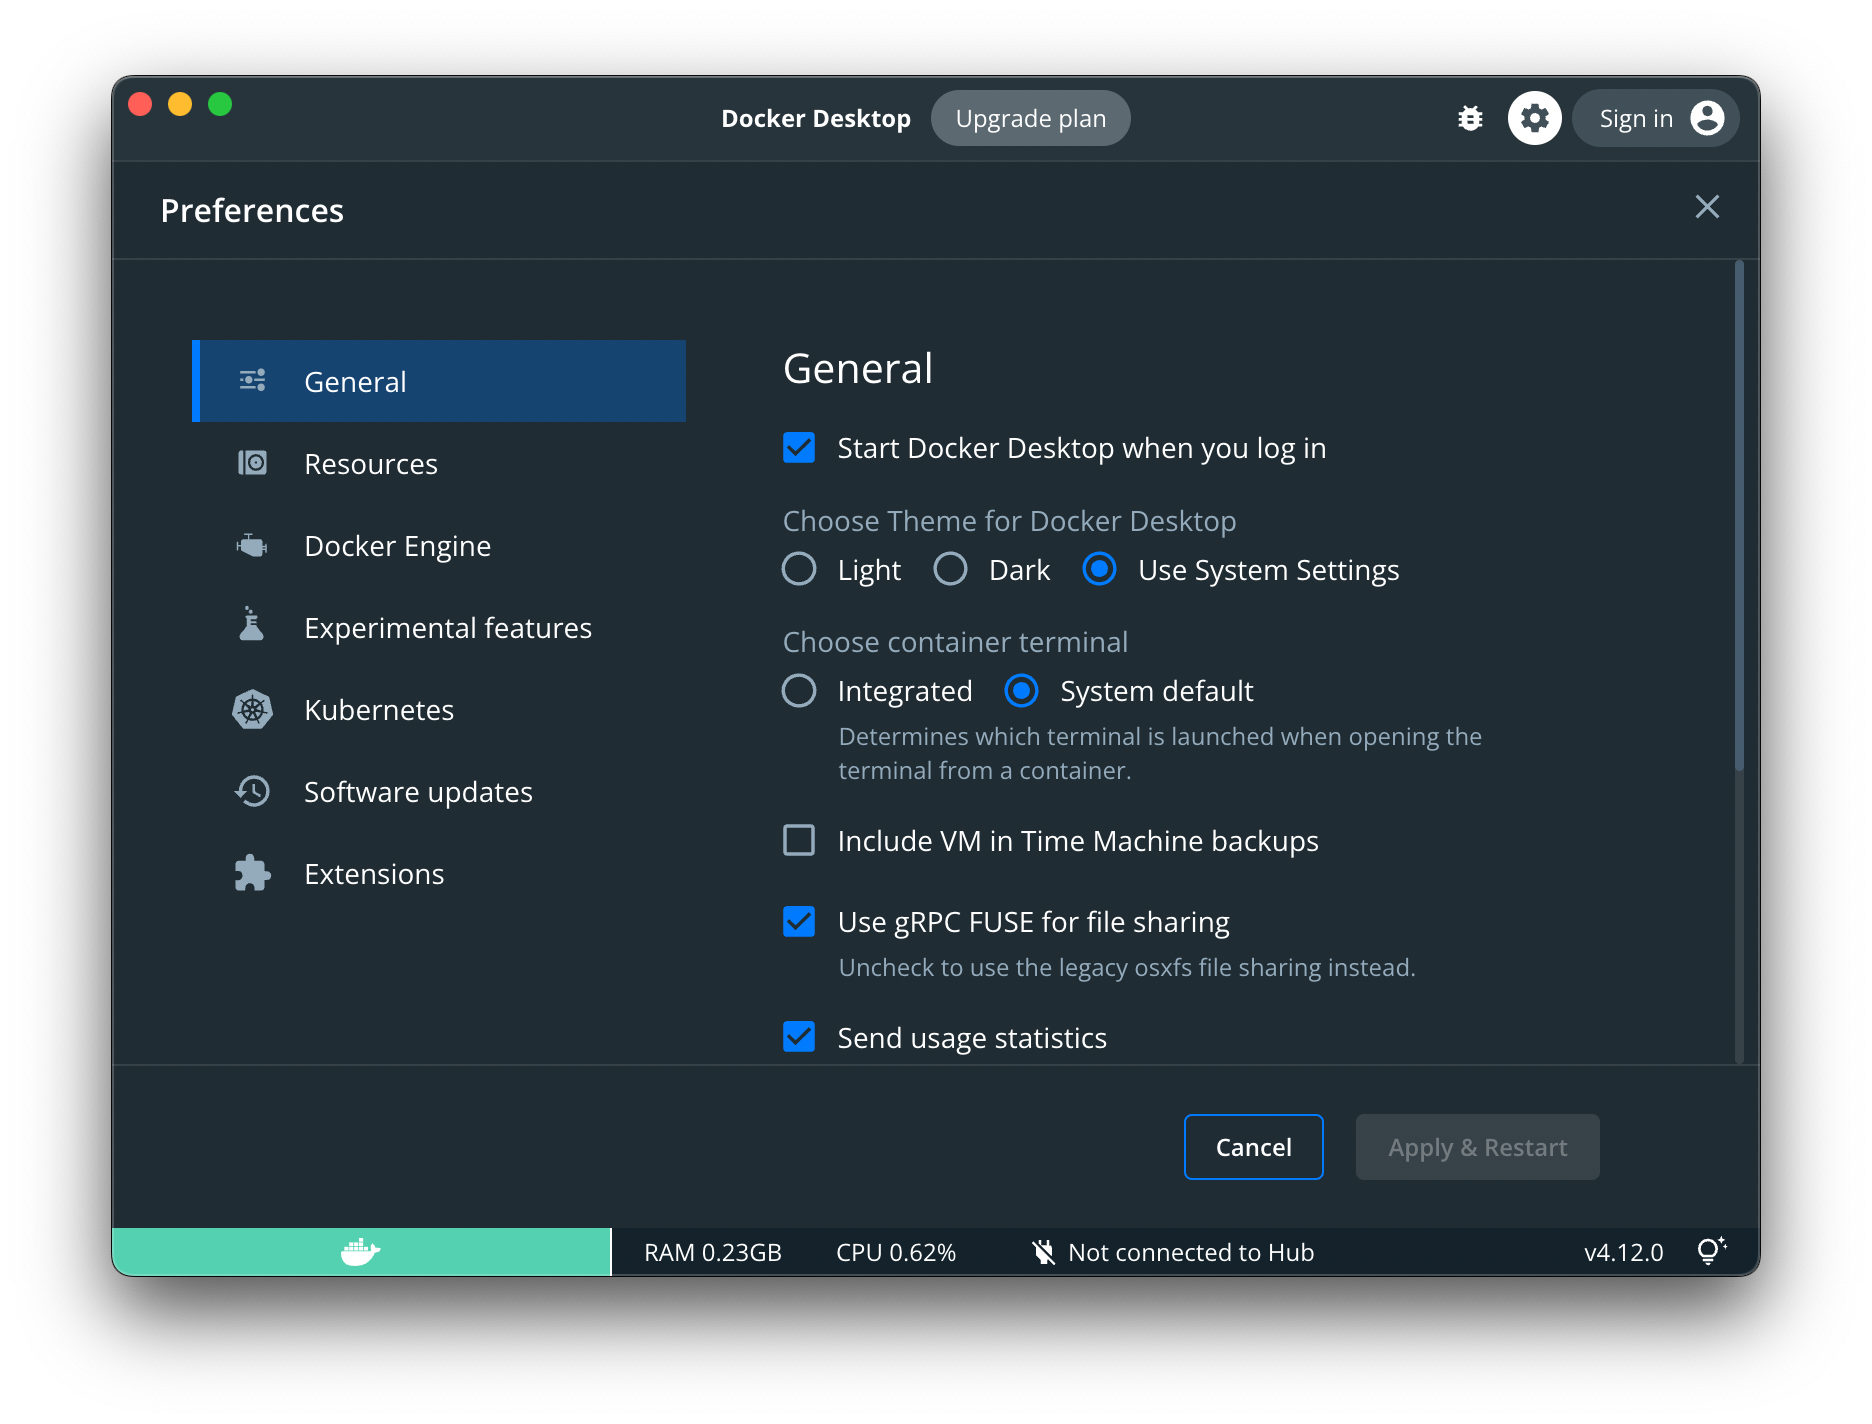 Docker Desktop
Upgrade plan
Sign in
Preferences
General
Resources
Docker Engine
Experimental features
Kubernetes
Software updates
Extensions
General
Start Docker Desktop when you log in
Choose Theme for Docker Desktop
Light Dark Use System Settings
Choose container terminal
Integrated System default
Determines which terminal is launched when opening the
terminal from a container.
Include VM in Time Machine backups
Use gRPC FUSE for file sharing
Uncheck to use the legacy osxfs file sharing instead.
Send usage statistics
Cancel
Apply & Restart
RAM 0.23GB CPU 0.62% Not connected to Hub v4.12.0